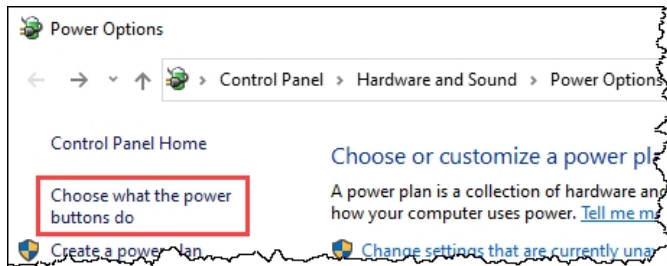 Power Options
Control Panel > Hardware and Sound > Power Options
Control Panel Home
Choose what the power
buttons do
Create a power plan
Choose or customize a power
A power plan is a collection of hardware and
how your computer uses power. Tell me
Change settings that are currently